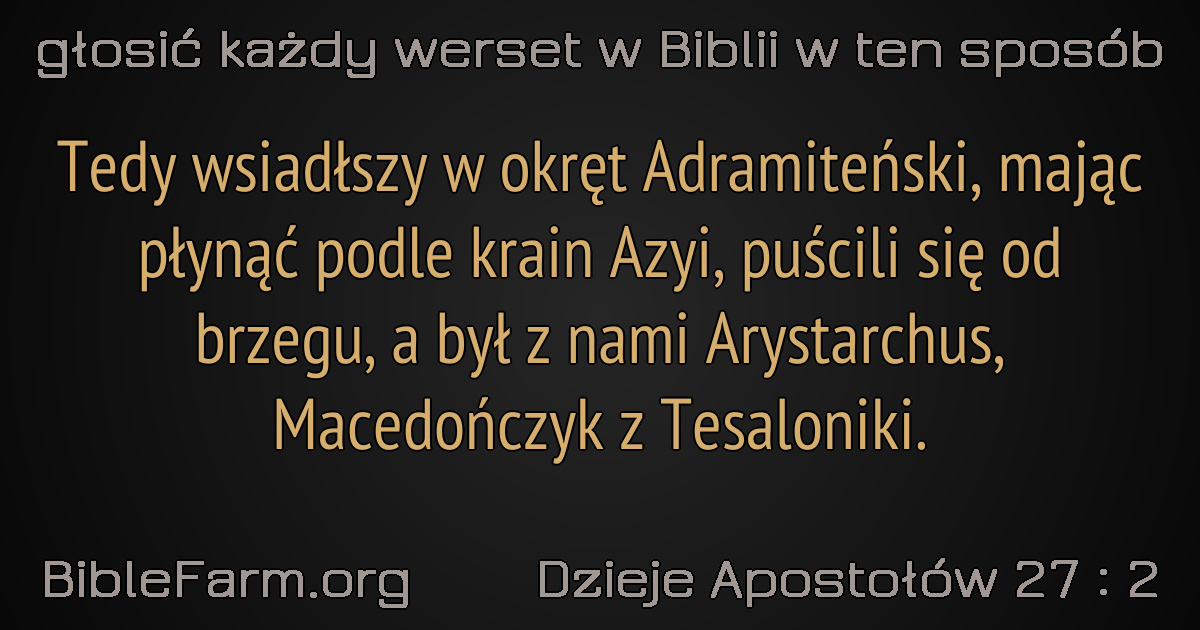 głosić każdy werset w Biblii w ten sposób
Tedy wsiadłszy w okręt Adramiteński, mając
płynąć podle krain Azyi, puścili się od
brzegu, a był z nami Arystarchus,
Macedończyk z Tesaloniki.
BibleFarm.org
Dzieje Apostołów 27 : 2